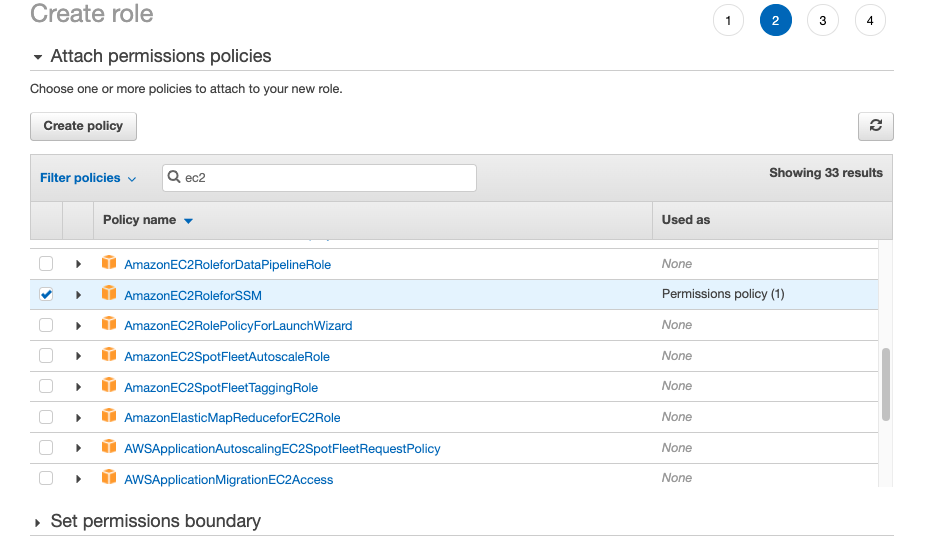 Create role
1 2 3 4
Attach permissions policies
Choose one or more policies to attach to your new role.
Create policy
Filter policies ec2 Showing 33 results
Policy name Used as
AmazonEC2RoleforDataPipelineRole None
AmazonEC2RoleforSSM Permissions policy (1)
AmazonEC2RolePolicyForLaunchWizard None
AmazonEC2SpotFleetAutoscaleRole None
AmazonEC2SpotFleetTaggingRole None
AmazonElasticMapReduceforEC2Role None
AWSApplicationAutoscalingEC2SpotFleetRequestPolicy None
AWSApplicationMigrationEC2Access None
Set permissions boundary